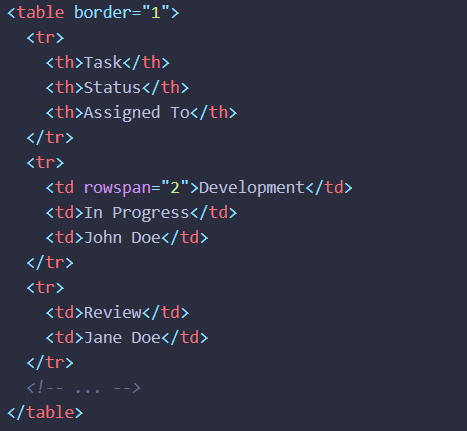 <table border="1">
  <tr>
    <th>Task</th>
    <th>Status</th>
    <th>Assigned To</th>
  </tr>
  <tr>
    <td rowspan="2">Development</td>
    <td>In Progress</td>
    <td>John Doe</td>
  </tr>
  <tr>
    <td>Review</td>
    <td>Jane Doe</td>
  </tr>
  <!-- ... -->
</table>